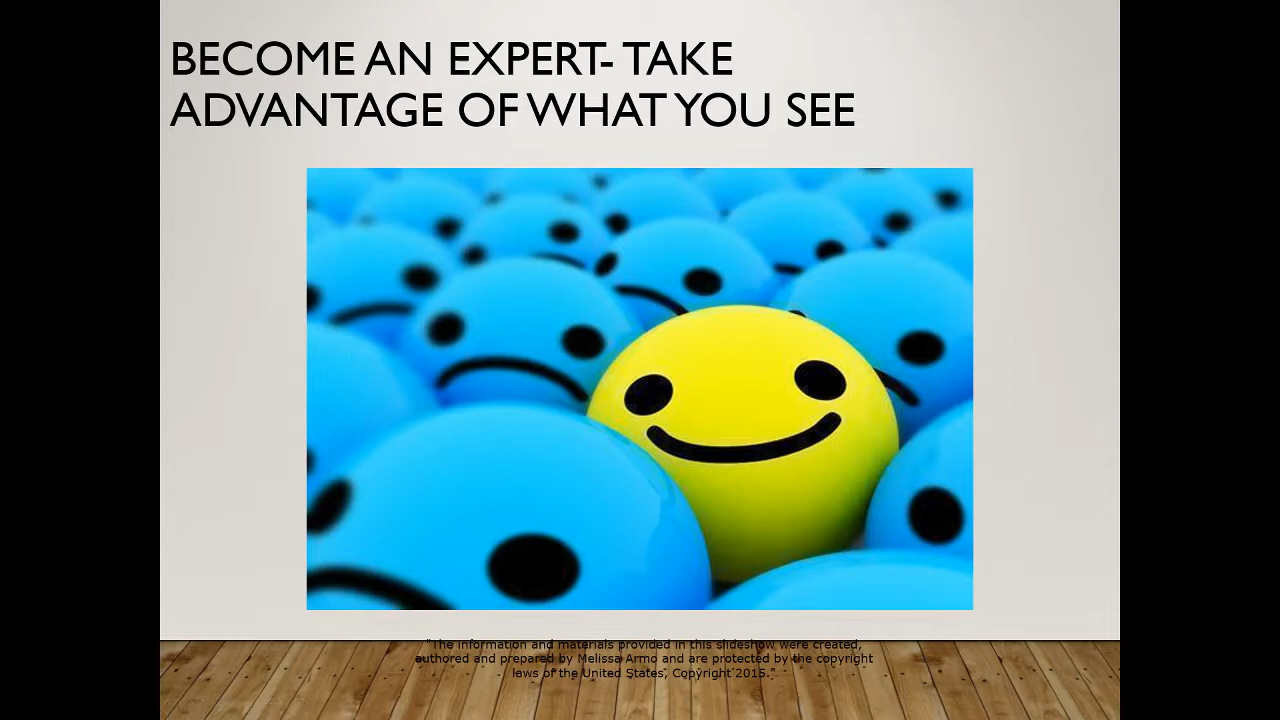 BECOME AN EXPERT- TAKE
ADVANTAGE OF WHAT YOU SEE
"The information and materials provided in this slideshow were created,
authored and prepared by Melissa Armo and are protected by the copyright
laws of the United States, Copyright 2015."